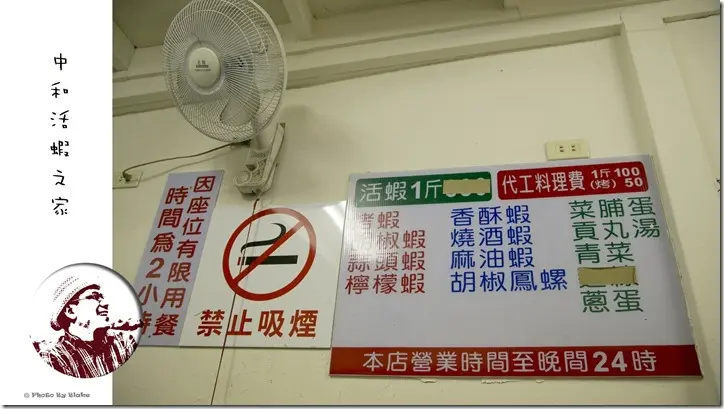 中和活蝦之家
因座位有限用
時間為2小時餐
禁止吸煙
活蝦1斤
代工料理費 1斤100
(烤)50
蝦
椒蝦
蒜頭蝦
檸檬蝦
香酥蝦
燒酒蝦
麻油蝦
胡椒鳳螺
菜脯蛋
貢丸湯
青菜
蔥蛋
本店營業時間至晚間24時
© Photo By Blake